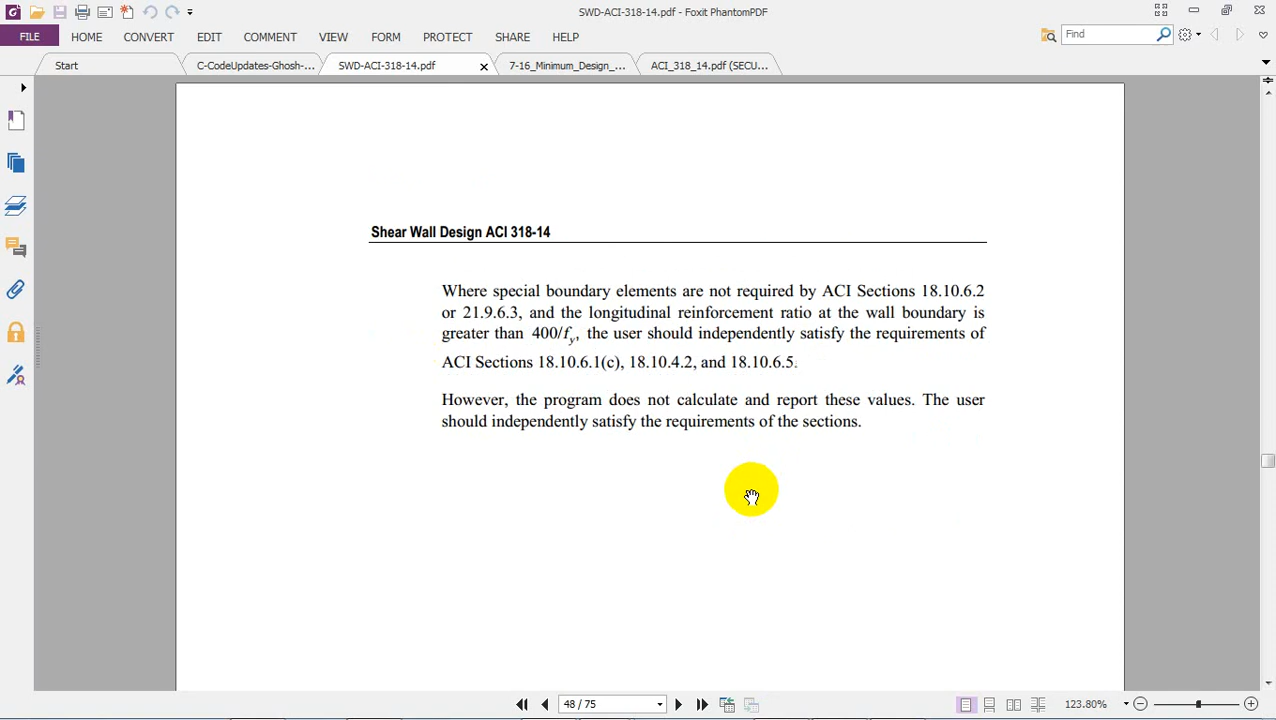 SWD-ACI-318-14.pdf - Foxit PhantomPDF
FILE HOME CONVERT EDIT COMMENT VIEW FORM PROTECT SHARE HELP Find
Start C-CodeUpdates-Ghosh-... SWD-ACI-318-14.pdf 7-16_Minimum_Design_... ACI_318_14.pdf (SECU...
Shear Wall Design ACI 318-14
Where special boundary elements are not required by ACI Sections 18.10.6.2
or 21.9.6.3, and the longitudinal reinforcement ratio at the wall boundary is
greater than 400/fy, the user should independently satisfy the requirements of
ACI Sections 18.10.6.1(c), 18.10.4.2, and 18.10.6.5.
However, the program does not calculate and report these values. The user
should independently satisfy the requirements of the sections.
48 / 75 123.80%